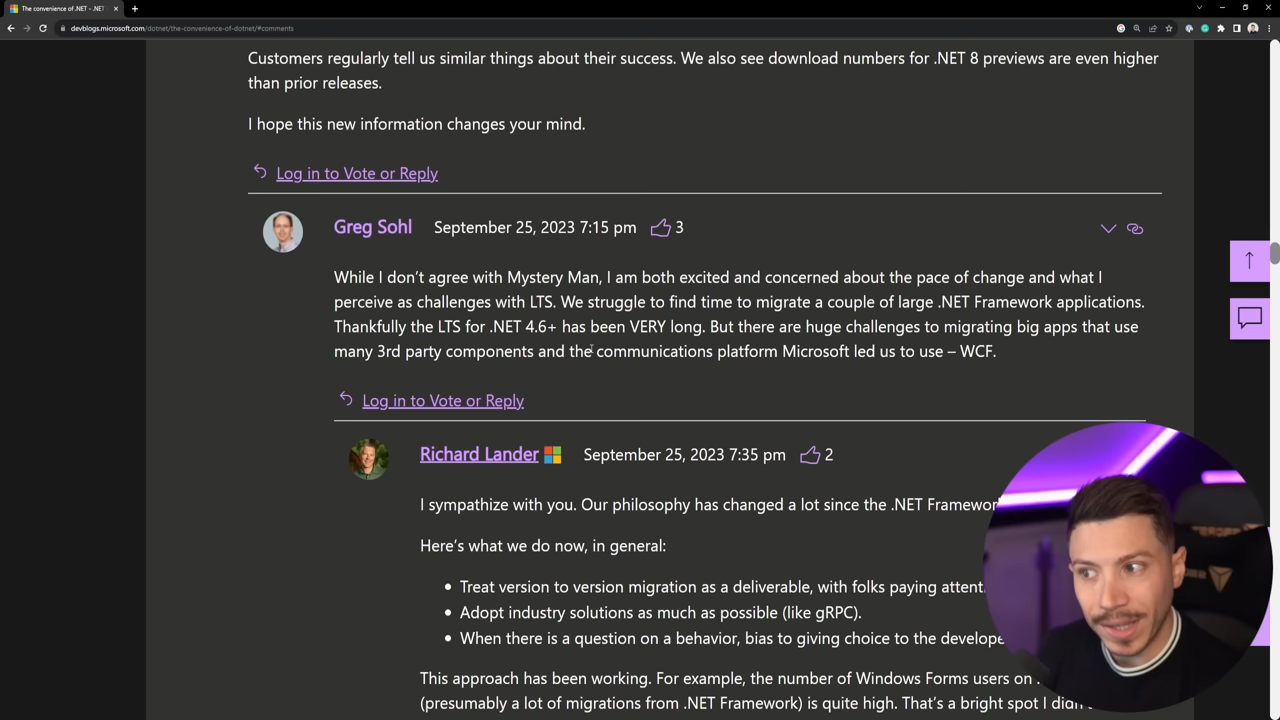 The convenience of .NET - .NET
devblogs.microsoft.com/dotnet/the-convenience-of-dotnet/#comments
Customers regularly tell us similar things about their success. We also see download numbers for .NET 8 previews are even higher
than prior releases.
I hope this new information changes your mind.
Log in to Vote or Reply
Greg Sohl September 25, 2023 7:15 pm 3
While I don’t agree with Mystery Man, I am both excited and concerned about the pace of change and what I
perceive as challenges with LTS. We struggle to find time to migrate a couple of large .NET Framework applications.
Thankfully the LTS for .NET 4.6+ has been VERY long. But there are huge challenges to migrating big apps that use
many 3rd party components and the communications platform Microsoft led us to use – WCF.
Log in to Vote or Reply
Richard Lander September 25, 2023 7:35 pm 2
I sympathize with you. Our philosophy has changed a lot since the .NET Framewor
Here’s what we do now, in general:
• Treat version to version migration as a deliverable, with folks paying attent
• Adopt industry solutions as much as possible (like gRPC).
• When there is a question on a behavior, bias to giving choice to the develope
This approach has been working. For example, the number of Windows Forms users on .
(presumably a lot of migrations from .NET Framework) is quite high. That’s a bright spot I didn